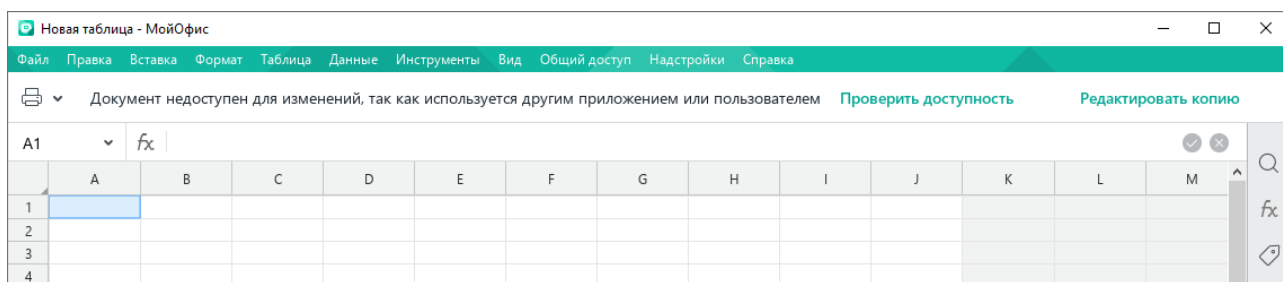 Новая таблица - МойОфис
Файл Правка Вставка Формат Таблица Данные Инструменты Вид Общий доступ Надстройки Справка
Документ недоступен для изменений, так как используется другим приложением или пользователем Проверить доступность Редактировать копию
A1 fx
A B C D E F G H I J K L M
1 fx
2
3
4